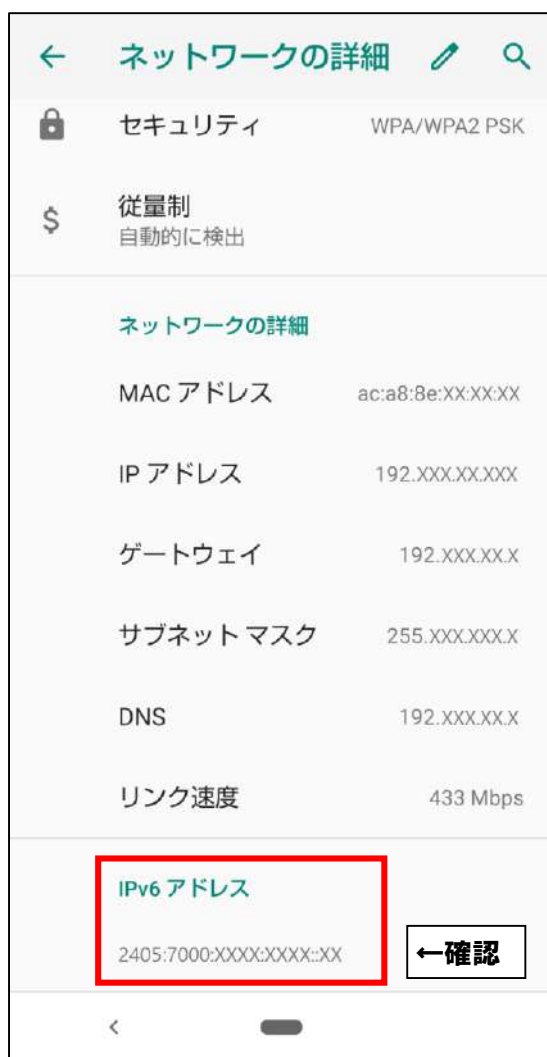 ネットワークの詳細
セキュリティ WPA/WPA2 PSK
従量制
自動的に検出
ネットワークの詳細
MAC アドレス ac:a8:8e:XX:XX:XX
IP アドレス 192.XXX.XX.XXX
ゲートウェイ 192.XXX.XX.X
サブネット マスク 255.XXX.XXX.X
DNS 192.XXX.XX.X
リンク速度 433 Mbps
IPv6 アドレス
2405:7000:XXXX:XXXX::XX ←確認